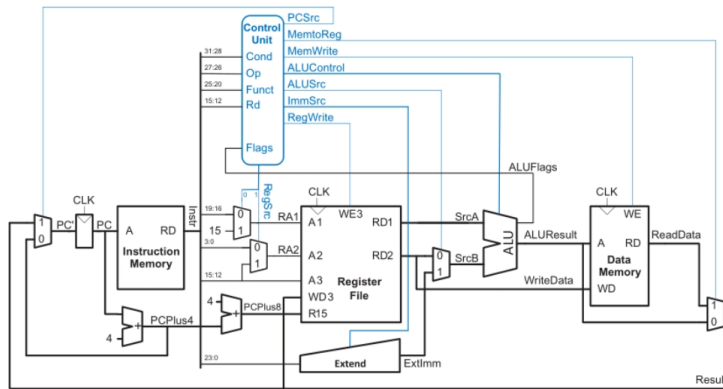 PCSrc
Control
Unit
MemtoReg
MemWrite
ALUControl
ALUSrc
ImmSrc
RegWrite
31:28
Cond
27:26
Op
25:20
Funct
15:12
Rd
Flags
ALUFlags
0 1
RegSrc
CLK
CLK
CLK
1
0
PC'
PC
A RD
Instruction
Memory
Instr
19:16
15
0
1
RA1
A1
WE3
RD1
SrcA
3:0
0
1
RA2
A2
RD2
0
1
SrcB
ALU
ALUResult
WE
A RD
ReadData
Data
Memory
WD
WriteData
15:12
A3
Register
File
WD3
R15
4
+
PCPlus8
PCPlus4
4
+
1
0
23:0
Extend
ExtImm
Resul